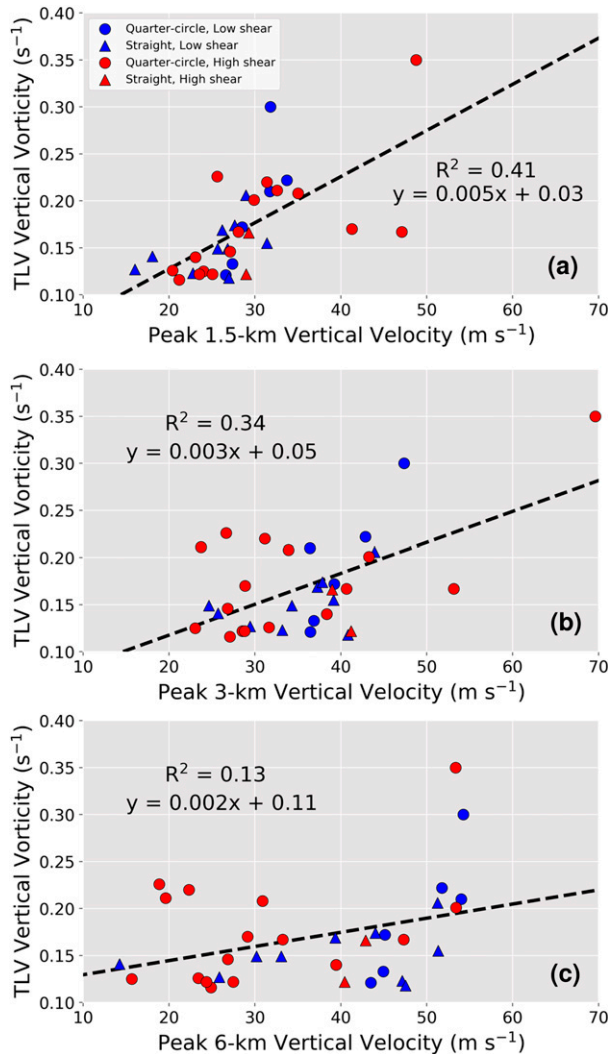 0.40
0.35
0.30
0.25
0.20
0.15
0.10
TLV Vertical Vorticity (s⁻¹)
Quarter-circle, Low shear
Straight, Low shear
Quarter-circle, High shear
Straight, High shear
R² = 0.41
y = 0.005x + 0.03
(a)
10 20 30 40 50 60 70
Peak 1.5-km Vertical Velocity (m s⁻¹)
0.40
0.35
0.30
0.25
0.20
0.15
0.10
TLV Vertical Vorticity (s⁻¹)
R² = 0.34
y = 0.003x + 0.05
(b)
10 20 30 40 50 60 70
Peak 3-km Vertical Velocity (m s⁻¹)
0.40
0.35
0.30
0.25
0.20
0.15
0.10
TLV Vertical Vorticity (s⁻¹)
R² = 0.13
y = 0.002x + 0.11
(c)
10 20 30 40 50 60 70
Peak 6-km Vertical Velocity (m s⁻¹)